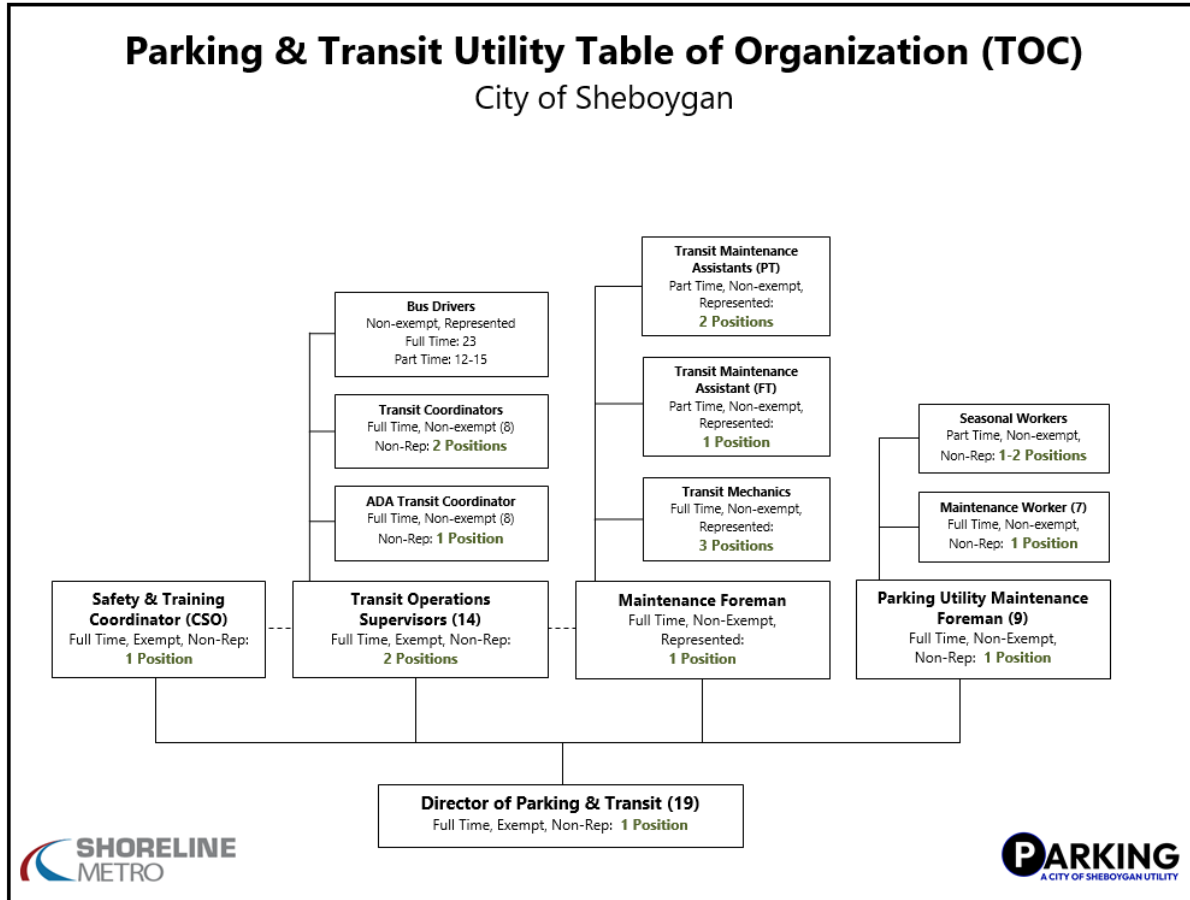 Parking & Transit Utility Table of Organization (TOC)
City of Sheboygan
Transit Maintenance
Assistants (PT)
Part Time, Non-exempt,
Represented:
2 Positions
Bus Drivers
Non-exempt, Represented
Full Time: 23
Part Time: 12-15
Transit Maintenance
Assistant (FT)
Part Time, Non-exempt,
Represented:
1 Position
Transit Coordinators
Full Time, Non-exempt (8)
Non-Rep: 2 Positions
Seasonal Workers
Part Time, Non-exempt,
Non-Rep: 1-2 Positions
ADA Transit Coordinator
Full Time, Non-exempt (8)
Non-Rep: 1 Position
Transit Mechanics
Full Time, Non-exempt,
Represented:
3 Positions
Maintenance Worker (7)
Full Time, Non-exempt,
Non-Rep: 1 Position
Safety & Training
Coordinator (CSO)
Full Time, Exempt, Non-Rep:
1 Position
Transit Operations
Supervisors (14)
Full Time, Exempt, Non-Rep:
2 Positions
Maintenance Foreman
Full Time, Non-Exempt,
Represented:
1 Position
Parking Utility Maintenance
Foreman (9)
Full Time, Non-Exempt,
Non-Rep: 1 Position
Director of Parking & Transit (19)
Full Time, Exempt, Non-Rep: 1 Position
SHORELINE
METRO
PARKING
A CITY OF SHEBOYGAN UTILITY